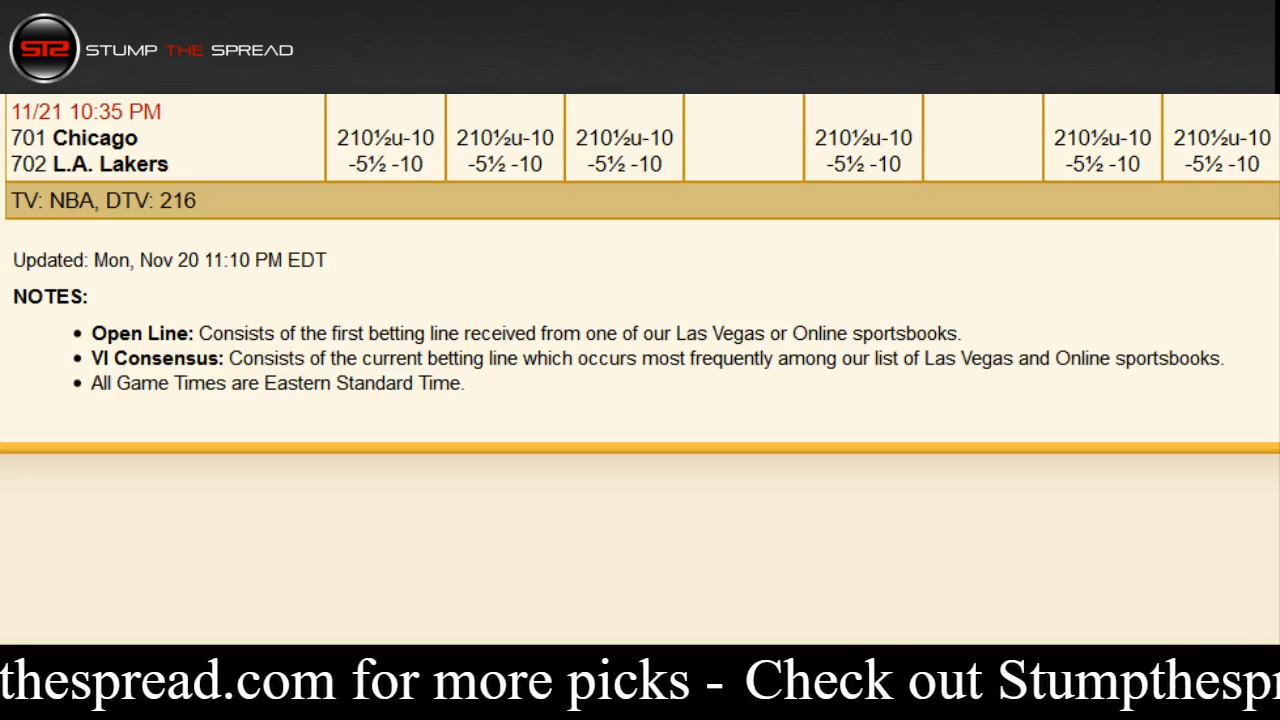 STS STUMP THE SPREAD
11/21 10:35 PM
701 Chicago 210½u-10 210½u-10 210½u-10 210½u-10 210½u-10 210½u-10
702 L.A. Lakers -5½ -10 -5½ -10 -5½ -10 -5½ -10 -5½ -10 -5½ -10
TV: NBA, DTV: 216
Updated: Mon, Nov 20 11:10 PM EDT
NOTES:
• Open Line: Consists of the first betting line received from one of our Las Vegas or Online sportsbooks.
• VI Consensus: Consists of the current betting line which occurs most frequently among our list of Las Vegas and Online sportsbooks.
• All Game Times are Eastern Standard Time.
thespread.com for more picks - Check out Stumpthespr